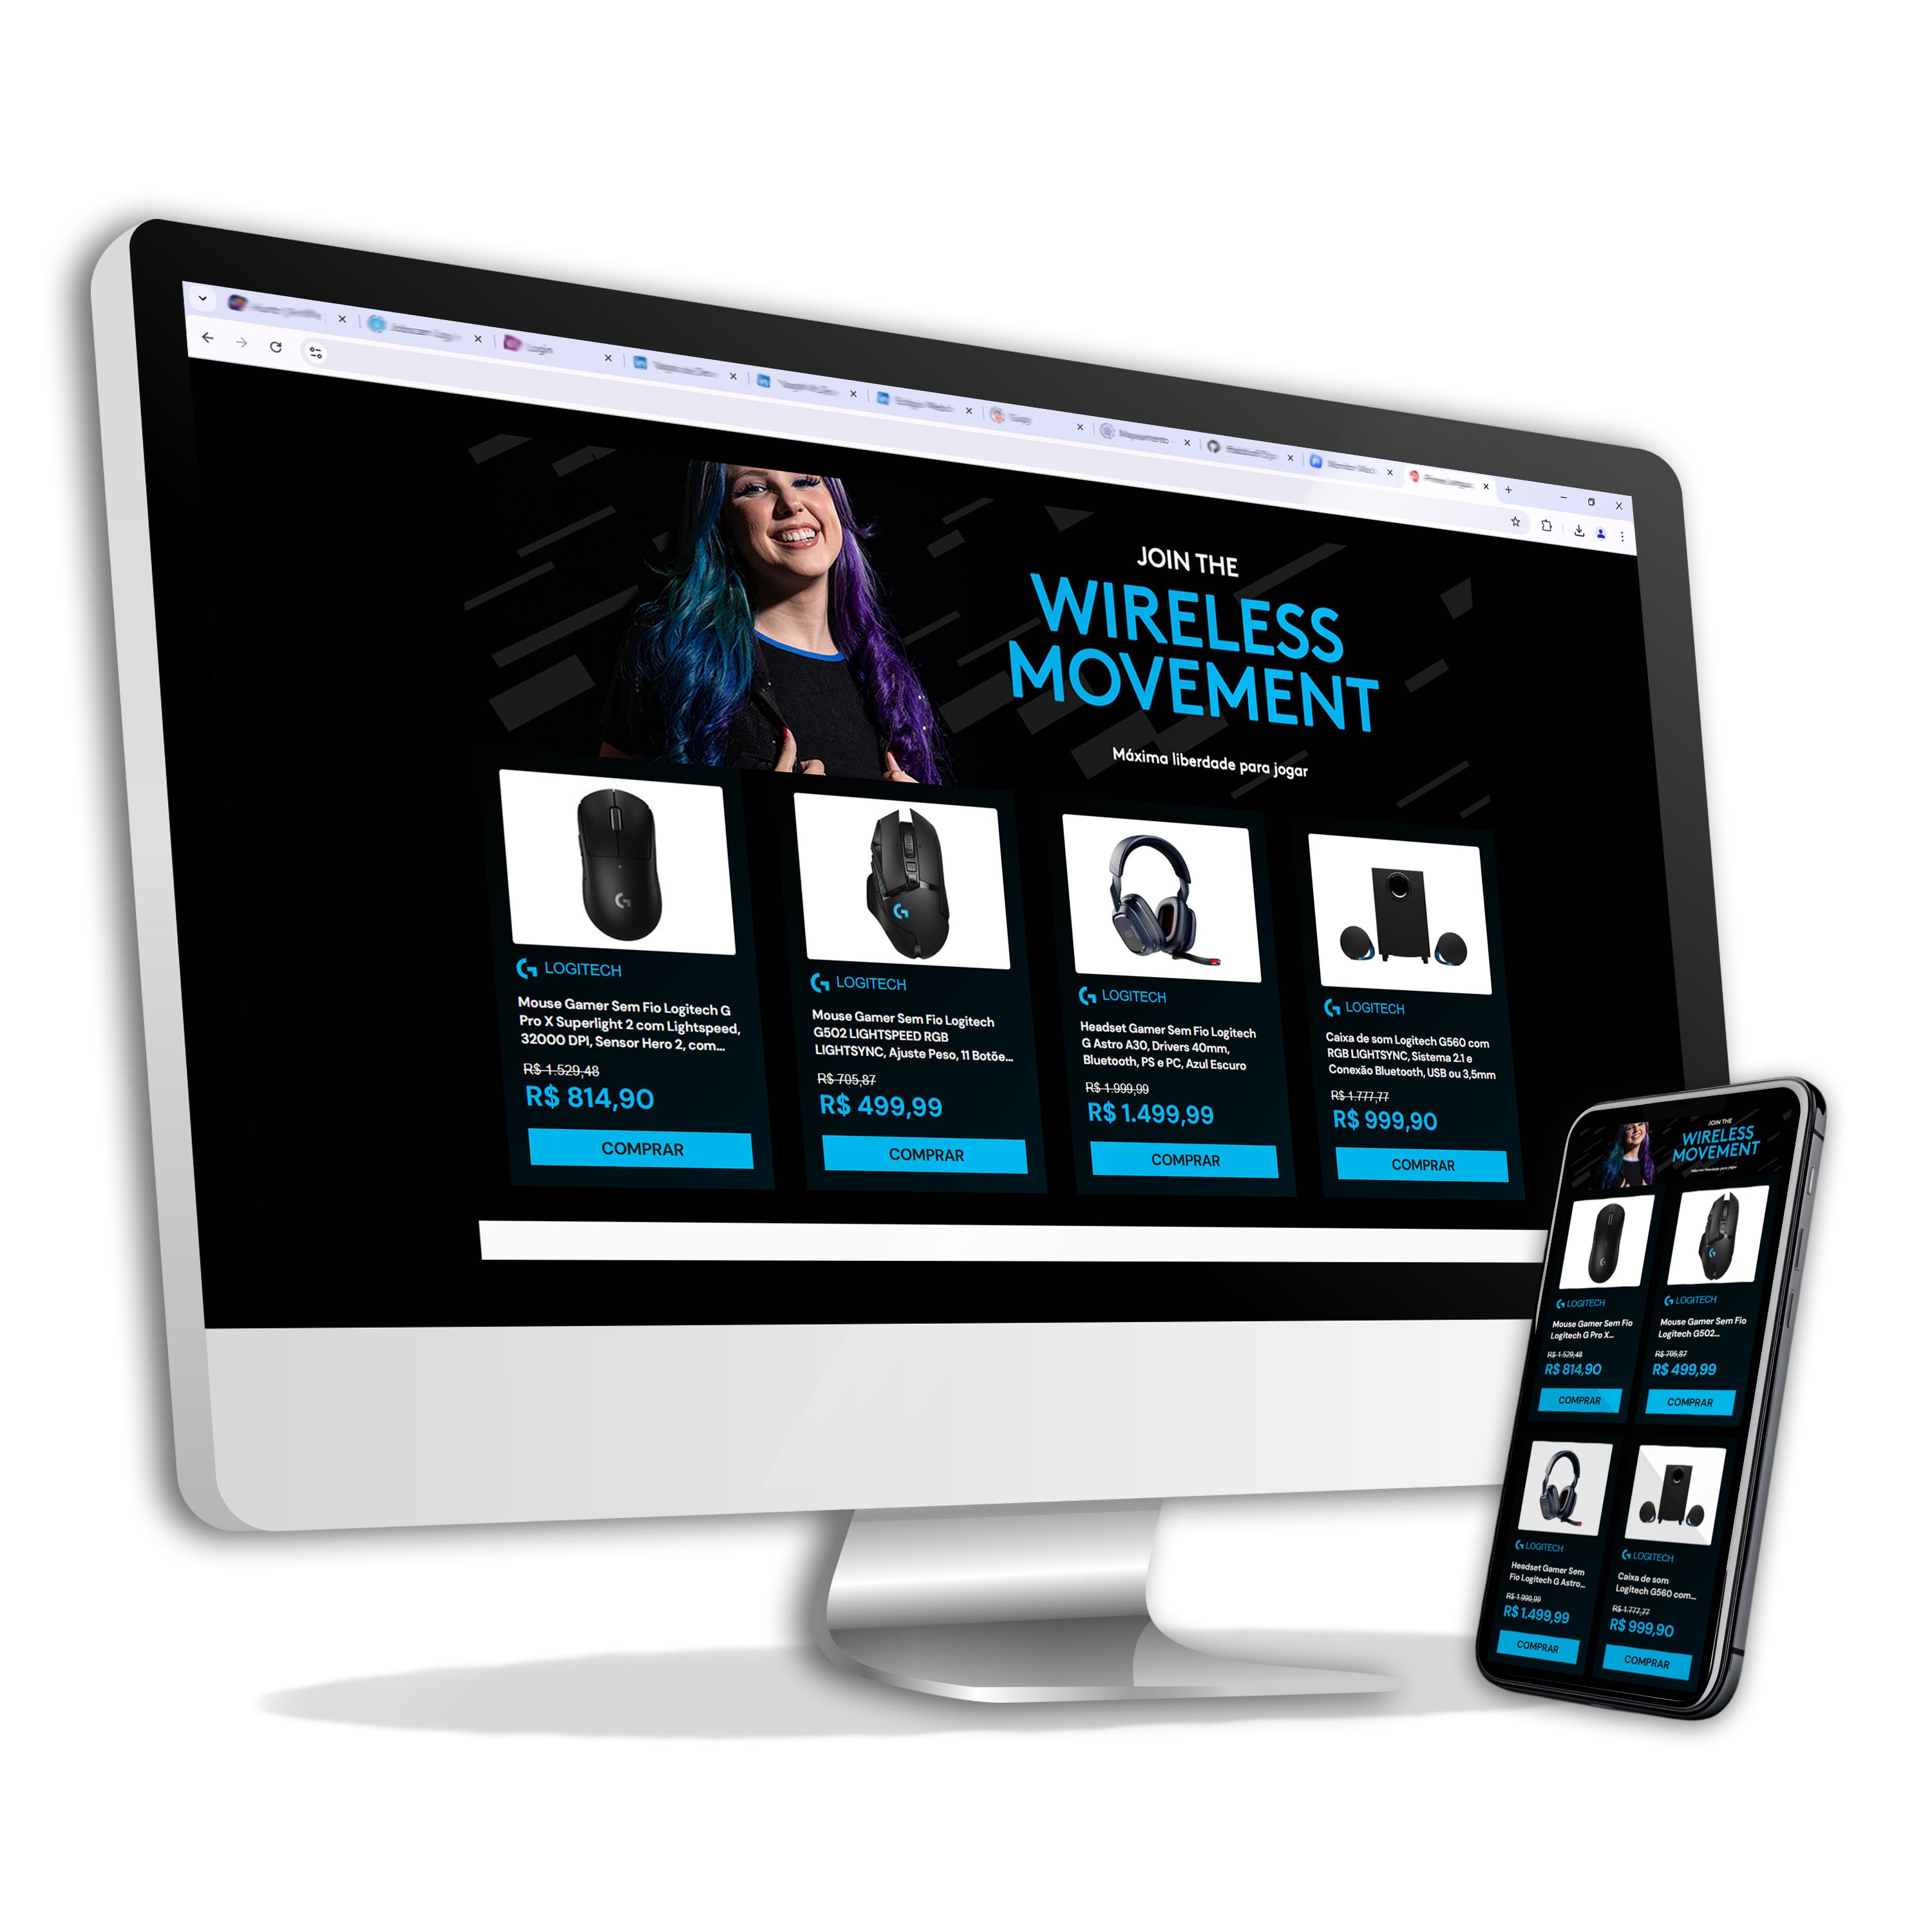 JOIN THE
WIRELESS
MOVEMENT
Máxima liberdade para jogar
LOGITECH
Mouse Gamer Sem Fio Logitech G
Pro X Superlight 2 com Lightspeed,
32000 DPI, Sensor Hero 2, com...
R$ 1.529,48
R$ 814,90
COMPRAR
LOGITECH
Mouse Gamer Sem Fio Logitech
G502 LIGHTSPEED RGB
LIGHTSYNC, Ajuste Peso, 11 Botõe...
R$ 705,87
R$ 499,99
COMPRAR
LOGITECH
Headset Gamer Sem Fio Logitech
G Astro A30, Drivers 40mm,
Bluetooth, PS e PC, Azul Escuro
R$ 1.999,99
R$ 1.499,99
COMPRAR
LOGITECH
Caixa de som Logitech G560 com
RGB LIGHTSYNC, Sistema 2.1 e
Conexão Bluetooth, USB ou 3,5mm
R$ 1.777,77
R$ 999,90
COMPRAR
JOIN THE
WIRELESS
MOVEMENT
Máxima liberdade para jogar
LOGITECH
Mouse Gamer Sem Fio
Logitech G Pro X...
R$ 1.529,48
R$ 814,90
COMPRAR
LOGITECH
Mouse Gamer Sem Fio
Logitech G502...
R$ 705,87
R$ 499,99
COMPRAR
LOGITECH
Headset Gamer Sem
Fio Logitech G Astro...
R$ 1.999,99
R$ 1.499,99
COMPRAR
LOGITECH
Caixa de som
Logitech G560 com...
R$ 1.777,77
R$ 999,90
COMPRAR